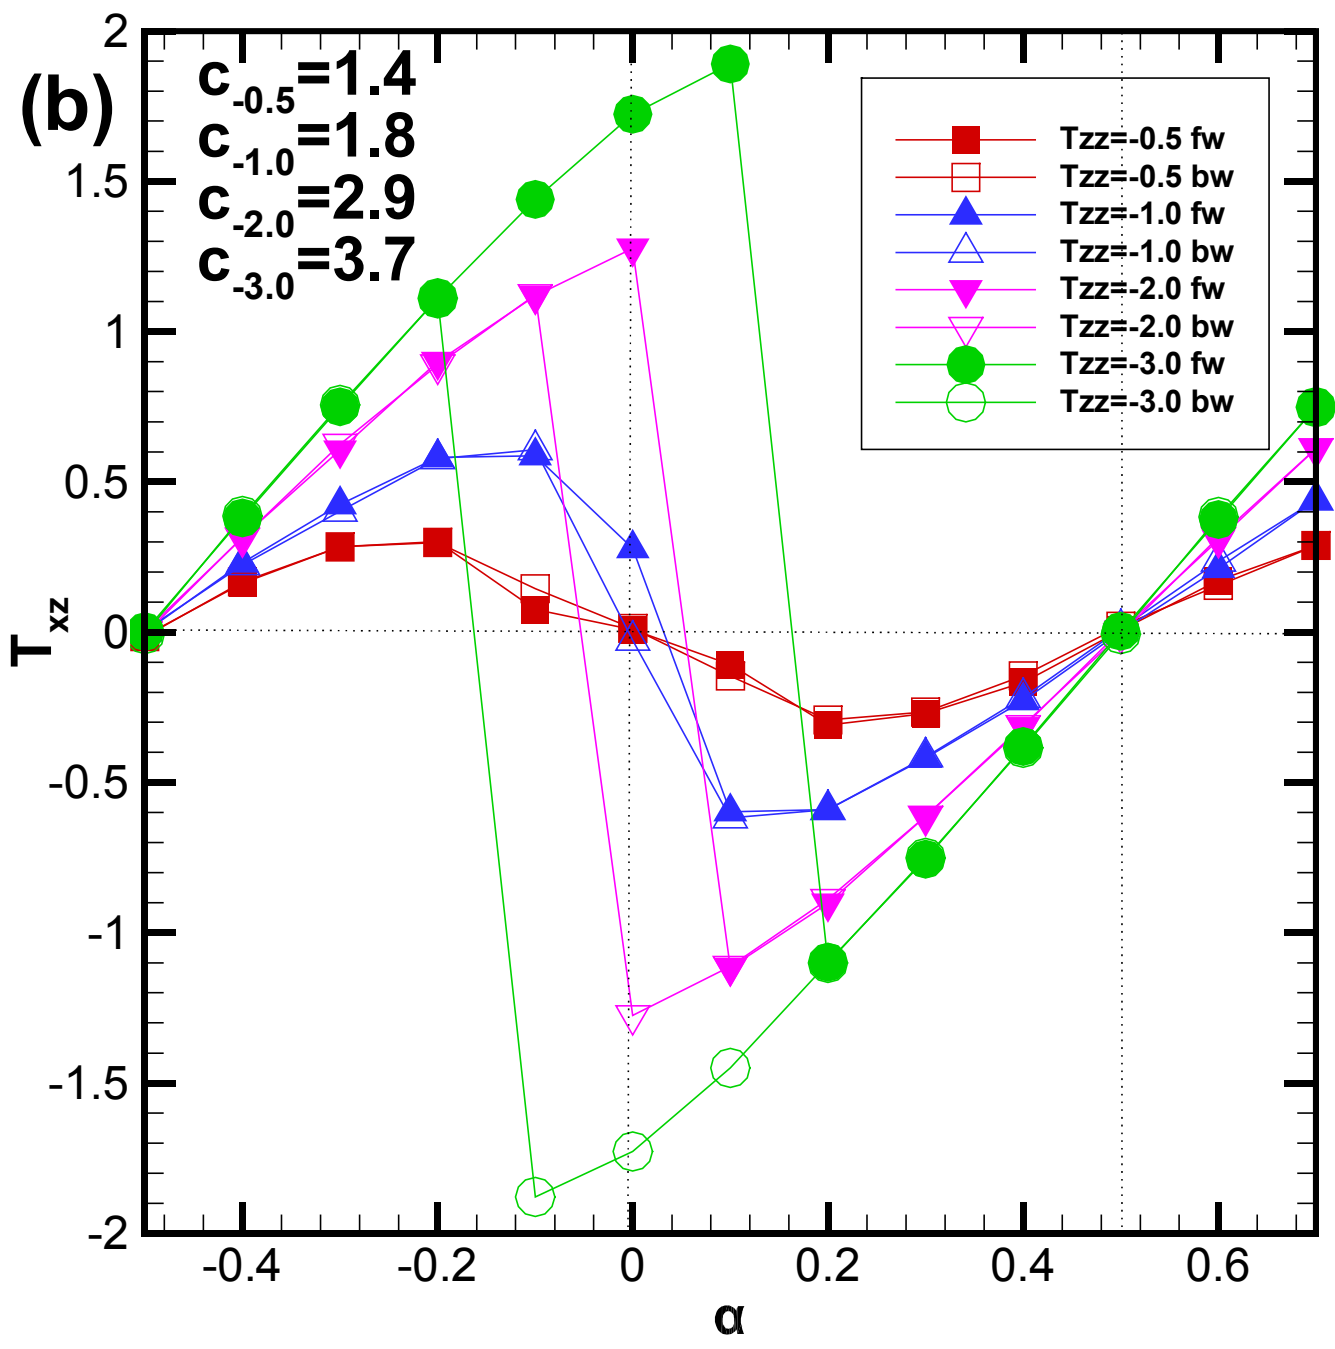 (b)
c-0.5=1.4
c-1.0=1.8
c-2.0=2.9
c-3.0=3.7
Tzz=-0.5 fw
Tzz=-0.5 bw
Tzz=-1.0 fw
Tzz=-1.0 bw
Tzz=-2.0 fw
Tzz=-2.0 bw
Tzz=-3.0 fw
Tzz=-3.0 bw
2
1.5
1
0.5
0
-0.5
-1
-1.5
-2
Txz
-0.4 -0.2 0 0.2 0.4 0.6
α